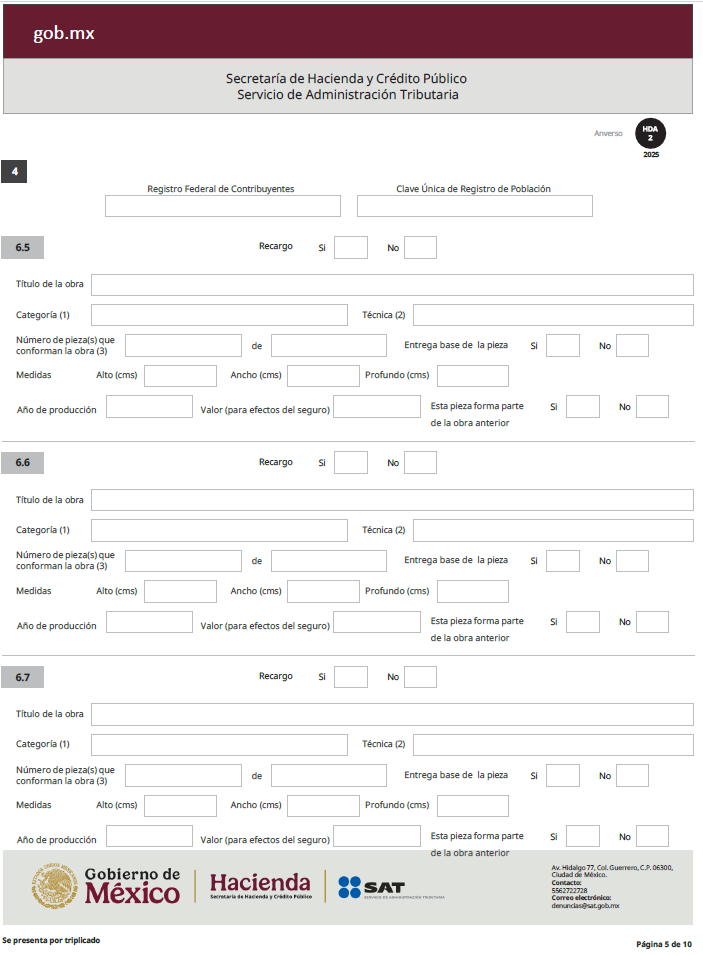 gob.mx
Secretaría de Hacienda y Crédito Público
Servicio de Administración Tributaria
Anverso
HDA
2
2025
4
Registro Federal de Contribuyentes Clave Única de Registro de Población
6.5 Recargo Si No
Título de la obra
Categoría (1) Técnica (2)
Número de pieza(s) que
conforman la obra (3) de Entrega base de la pieza Si No
Medidas Alto (cms) Ancho (cms) Profundo (cms)
Año de producción Valor (para efectos del seguro) Esta pieza forma parte Si No
de la obra anterior
6.6 Recargo Si No
Título de la obra
Categoría (1) Técnica (2)
Número de pieza(s) que
conforman la obra (3) de Entrega base de la pieza Si No
Medidas Alto (cms) Ancho (cms) Profundo (cms)
Año de producción Valor (para efectos del seguro) Esta pieza forma parte Si No
de la obra anterior
6.7 Recargo Si No
Título de la obra
Categoría (1) Técnica (2)
Número de pieza(s) que
conforman la obra (3) de Entrega base de la pieza Si No
Medidas Alto (cms) Ancho (cms) Profundo (cms)
Año de producción Valor (para efectos del seguro) Esta pieza forma parte Si No
de la obra anterior
Gobierno de
México
Hacienda
Secretaría de Hacienda y Crédito Público
SAT
SERVICIO DE ADMINISTRACIÓN TRIBUTARIA
Av. Hidalgo 77, Col. Guerrero, C.P. 06300,
Ciudad de México.
Contacto:
5562722728
Correo electrónico:
denuncias@sat.gob.mx
Se presenta por triplicado
Página 5 de 10